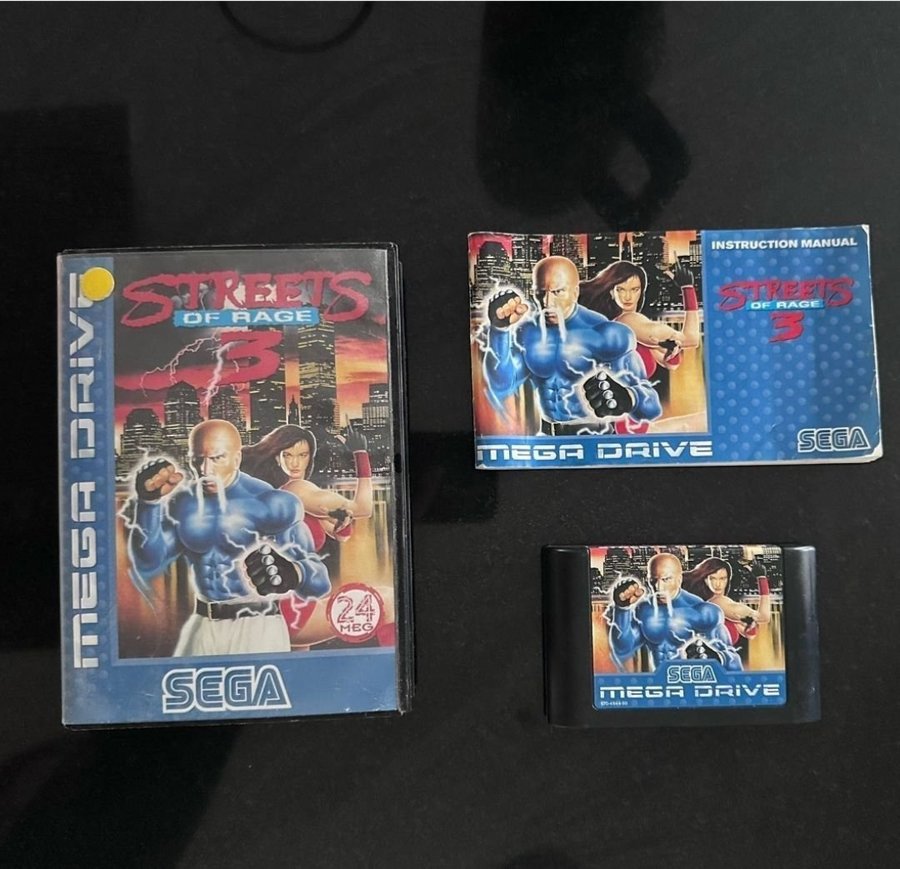 MEGA DRIVE
STREETS
OF RAGE
3
24
MEG
SEGA
INSTRUCTION MANUAL
STREETS
OF RAGE
3
MEGA DRIVE
SEGA
SEGA
MEGA DRIVE